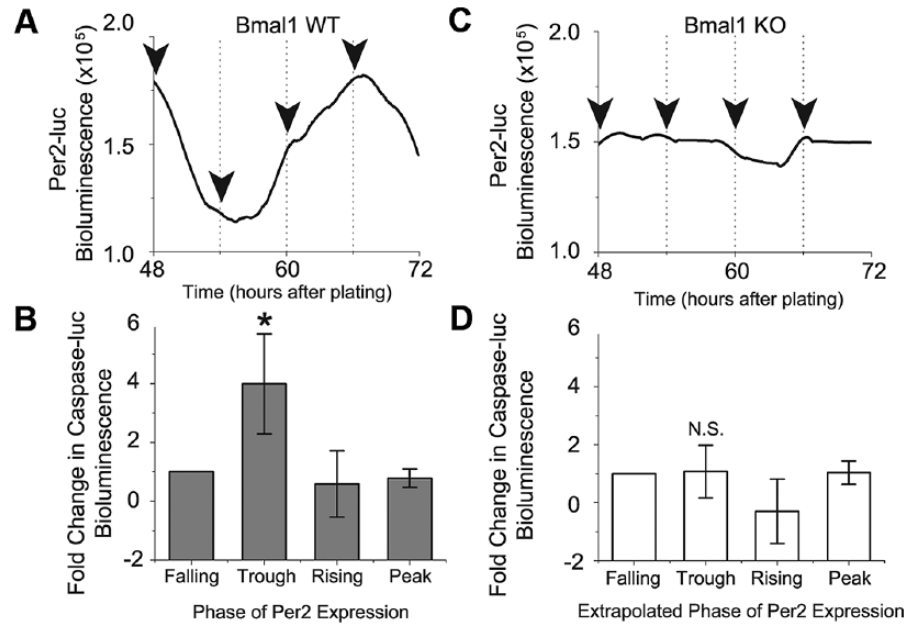 A
Bmal1 WT
Per2-luc
Bioluminescence (x10⁵)
2.0
1.5
1.0
48
60
72
Time (hours after plating)
C
Bmal1 KO
Per2-luc
Bioluminescence (x10⁵)
2.0
1.5
1.0
48
60
72
Time (hours after plating)
B
Fold Change in Caspase-luc
Bioluminescence
6
4
2
0
-2
*
Falling
Trough
Rising
Peak
Phase of Per2 Expression
D
Fold Change in Caspase-luc
Bioluminescence
6
4
2
0
-2
N.S.
Falling
Trough
Rising
Peak
Extrapolated Phase of Per2 Expression